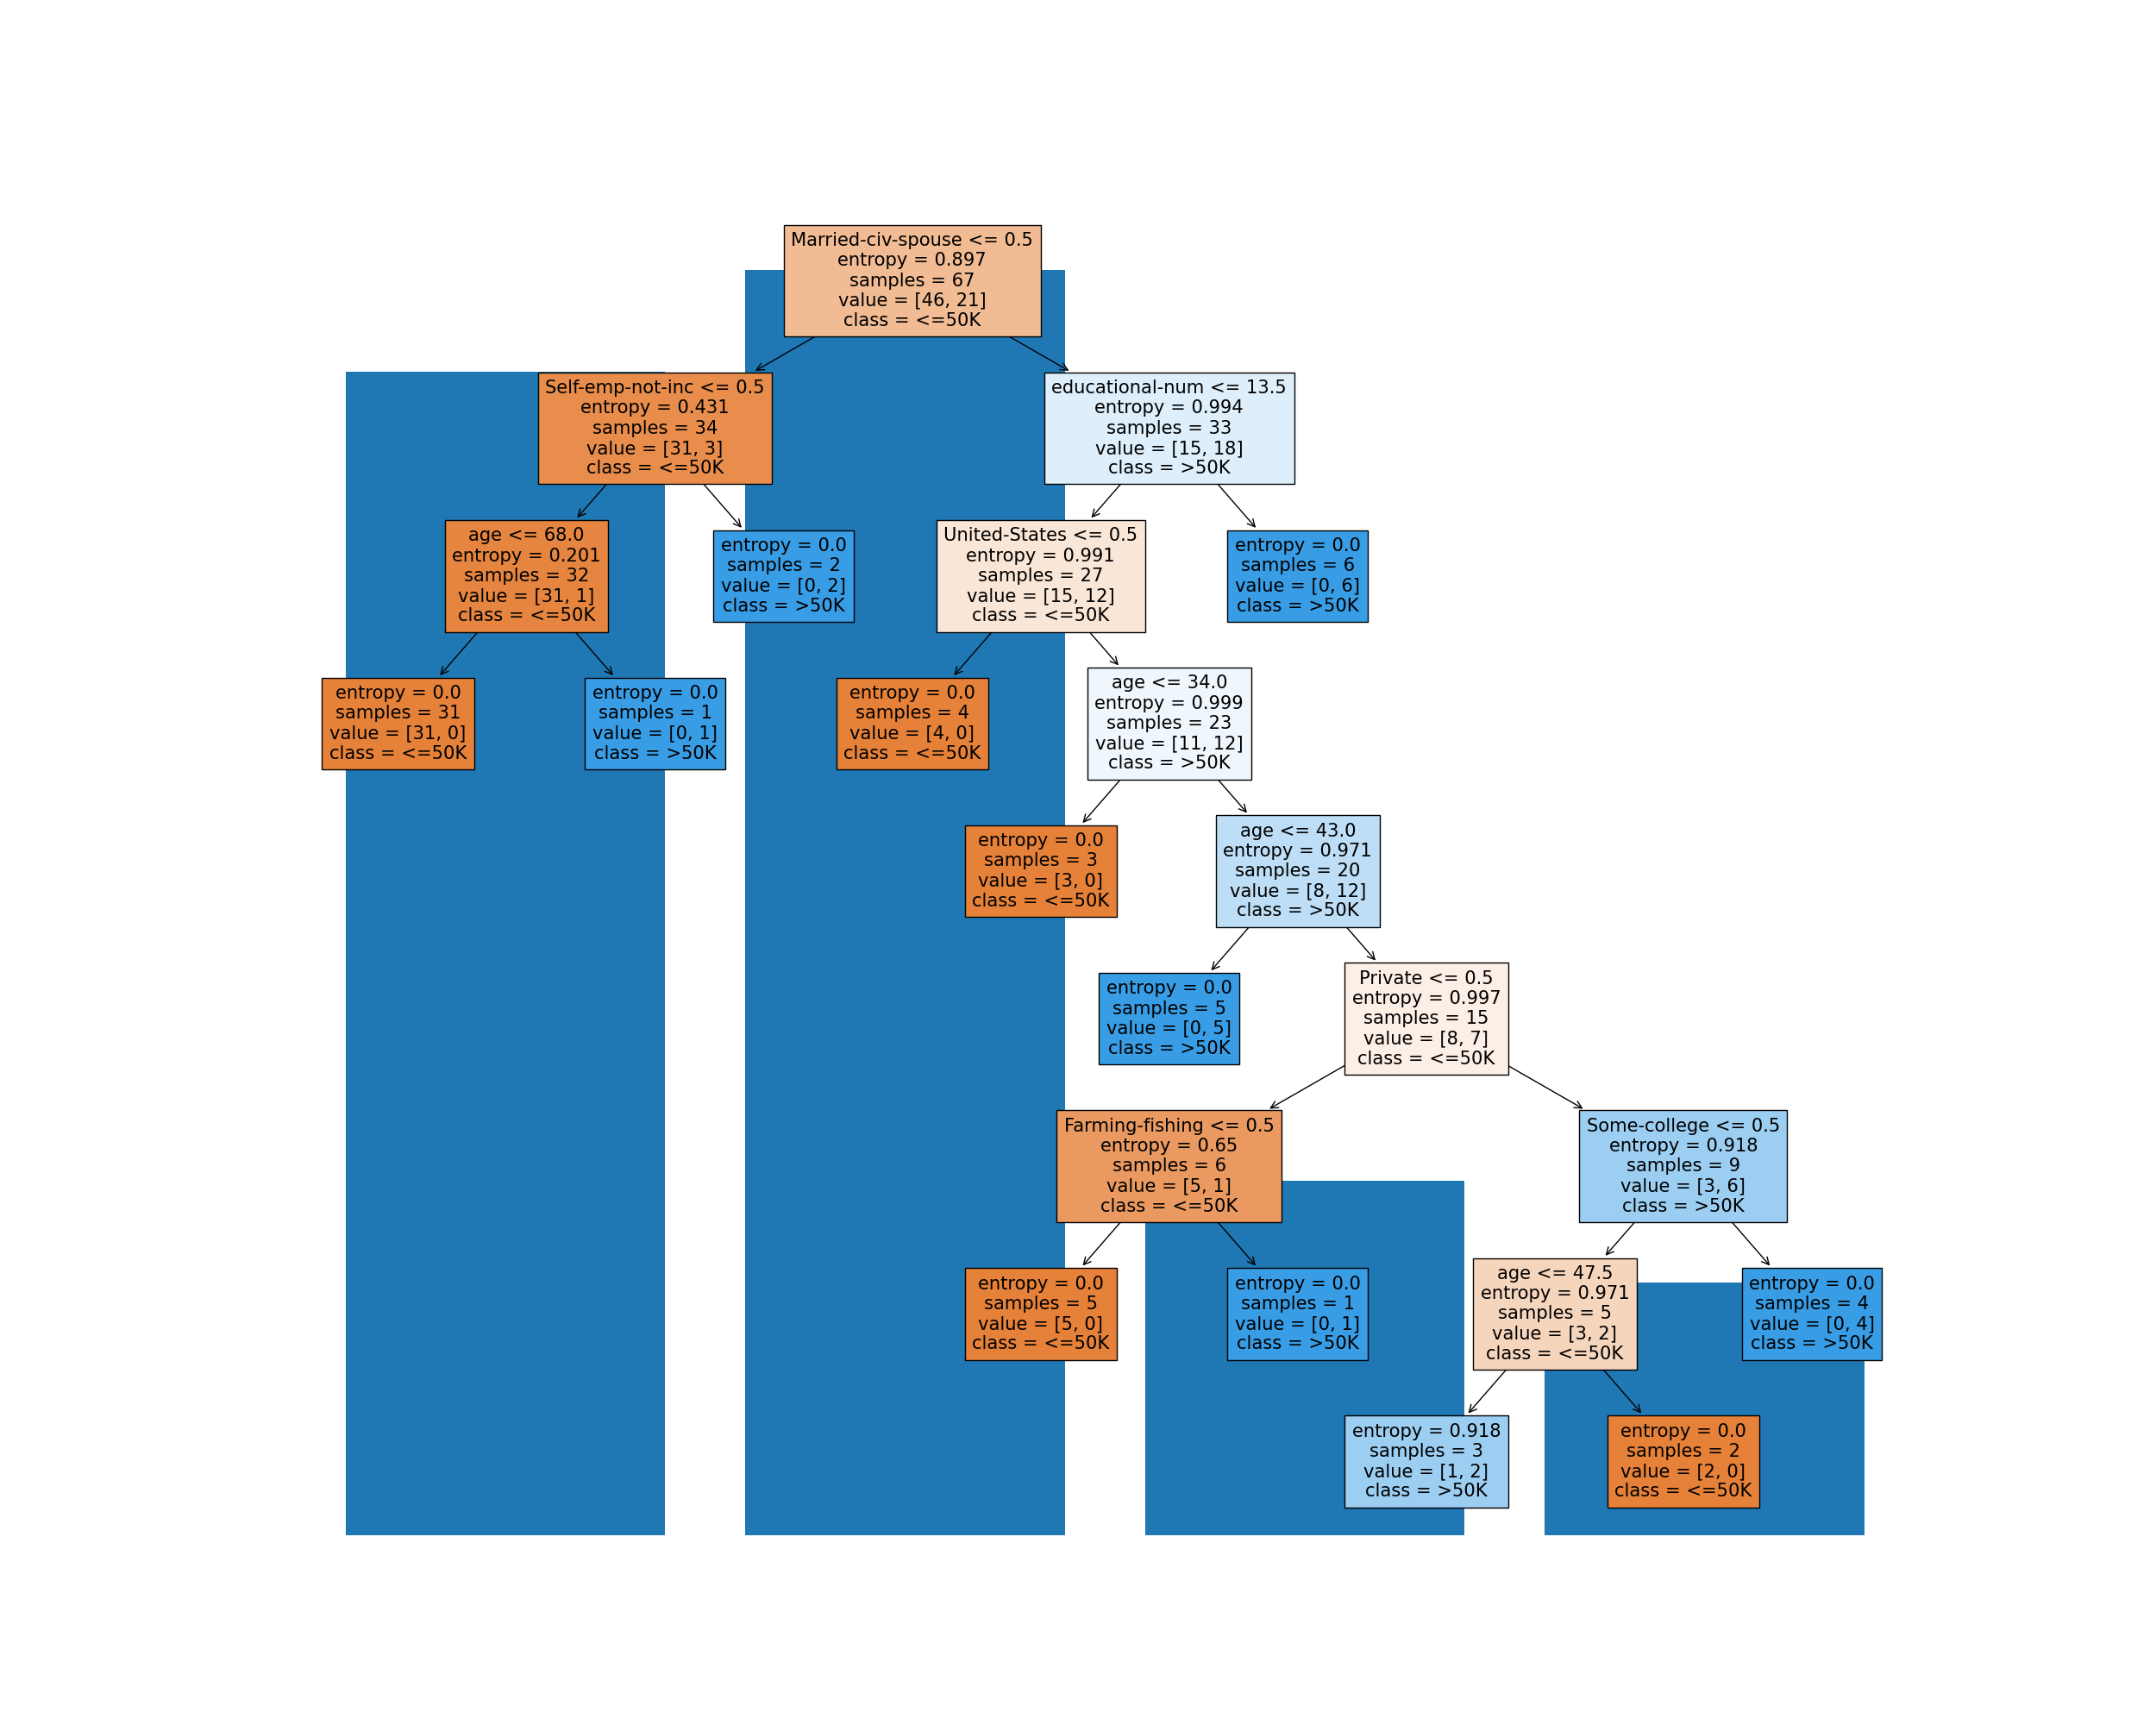 Married-civ-spouse <= 0.5
entropy = 0.897
samples = 67
value = [46, 21]
class = <=50K
Self-emp-not-inc <= 0.5
entropy = 0.431
samples = 34
value = [31, 3]
class = <=50K
educational-num <= 13.5
entropy = 0.994
samples = 33
value = [15, 18]
class = >50K
age <= 68.0
entropy = 0.201
samples = 32
value = [31, 1]
class = <=50K
entropy = 0.0
samples = 2
value = [0, 2]
class = >50K
United-States <= 0.5
entropy = 0.991
samples = 27
value = [15, 12]
class = <=50K
entropy = 0.0
samples = 6
value = [0, 6]
class = >50K
entropy = 0.0
samples = 31
value = [31, 0]
class = <=50K
entropy = 0.0
samples = 1
value = [0, 1]
class = >50K
entropy = 0.0
samples = 4
value = [4, 0]
class = <=50K
age <= 34.0
entropy = 0.999
samples = 23
value = [11, 12]
class = >50K
entropy = 0.0
samples = 3
value = [3, 0]
class = <=50K
age <= 43.0
entropy = 0.971
samples = 20
value = [8, 12]
class = >50K
entropy = 0.0
samples = 5
value = [0, 5]
class = >50K
Private <= 0.5
entropy = 0.997
samples = 15
value = [8, 7]
class = <=50K
Farming-fishing <= 0.5
entropy = 0.65
samples = 6
value = [5, 1]
class = <=50K
Some-college <= 0.5
entropy = 0.918
samples = 9
value = [3, 6]
class = >50K
entropy = 0.0
samples = 5
value = [5, 0]
class = <=50K
entropy = 0.0
samples = 1
value = [0, 1]
class = >50K
age <= 47.5
entropy = 0.971
samples = 5
value = [3, 2]
class = <=50K
entropy = 0.0
samples = 4
value = [0, 4]
class = >50K
entropy = 0.918
samples = 3
value = [1, 2]
class = >50K
entropy = 0.0
samples = 2
value = [2, 0]
class = <=50K